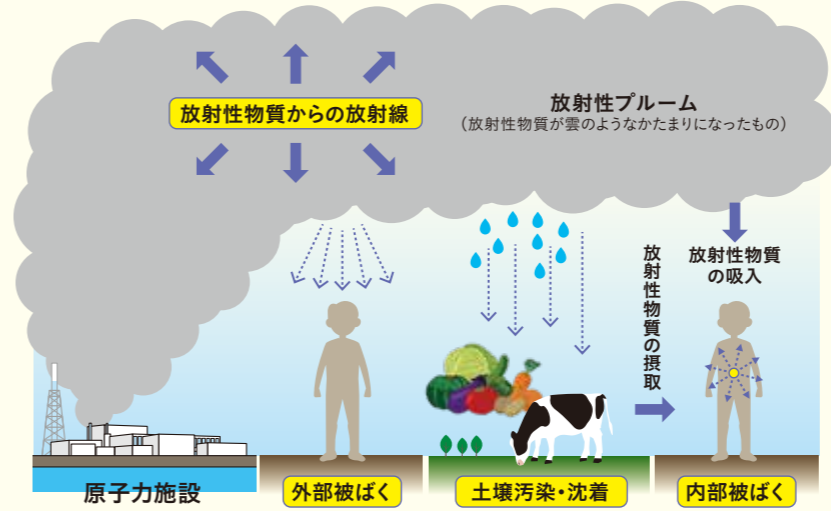 放射性物質からの放射線
放射性プルーム
（放射性物質が雲のようなかたまりになったもの）
放射性物質の摂取
放射性物質
の吸入
原子力施設
外部被ばく
土壌汚染・沈着
内部被ばく